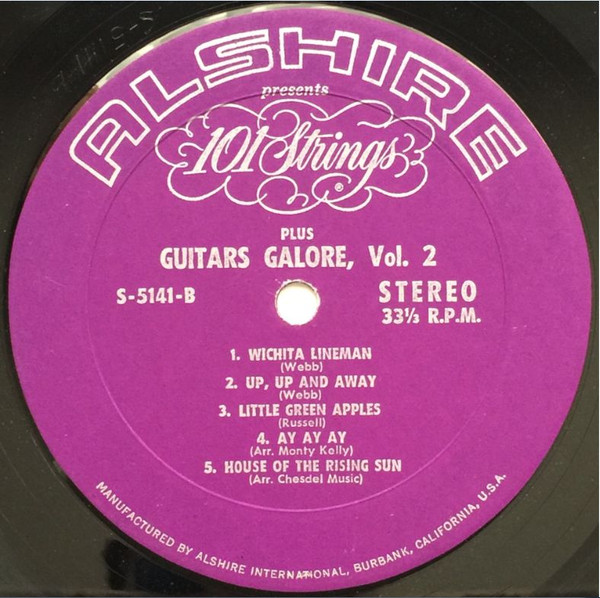 ALSHIRE
presents
101 Strings
®
PLUS
GUITARS GALORE, Vol. 2
S-5141-B
STEREO
33⅓ R.P.M.
1. WICHITA LINEMAN
(Webb)
2. UP, UP AND AWAY
(Webb)
3. LITTLE GREEN APPLES
(Russell)
4. AY AY AY
(Arr. Monty Kelly)
5. HOUSE OF THE RISING SUN
(Arr. Chesdel Music)
MANUFACTURED BY ALSHIRE INTERNATIONAL, BURBANK, CALIFORNIA, U.S.A.